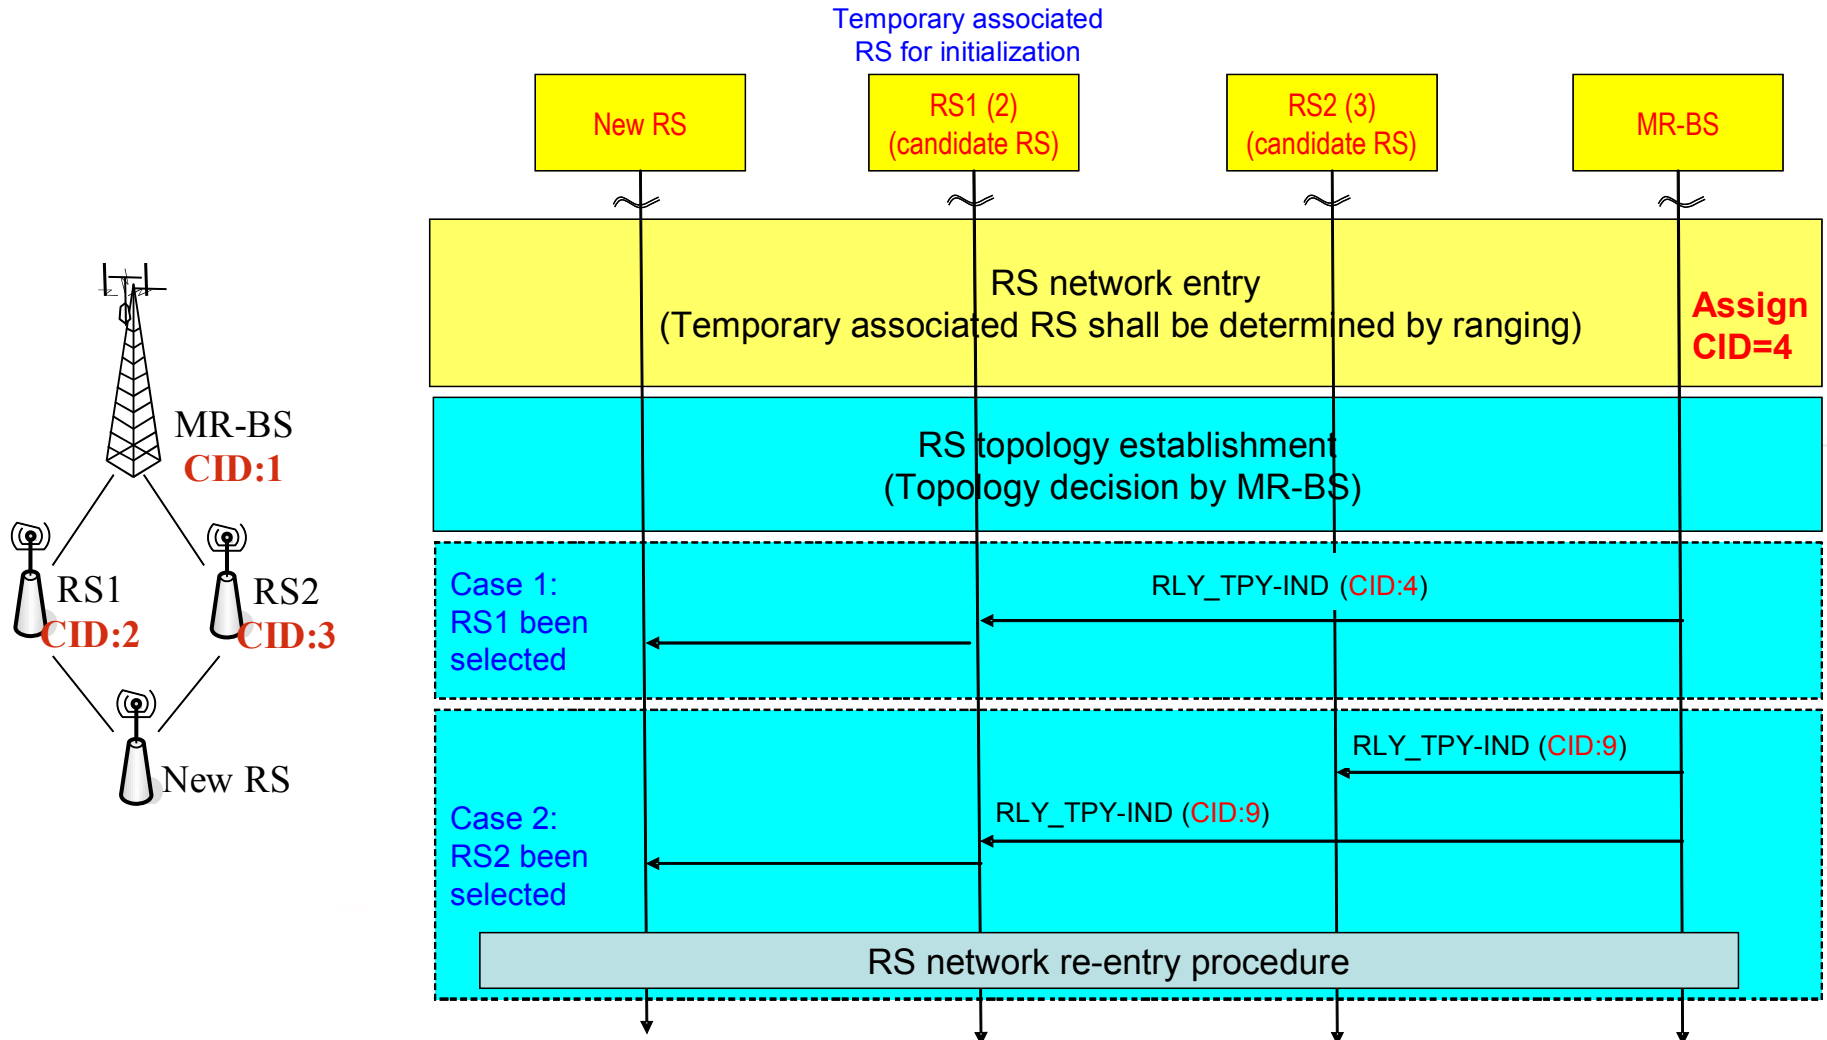 Temporary associated
RS for initialization
New RS
RS1 (2)
(candidate RS)
RS2 (3)
(candidate RS)
MR-BS
RS network entry
(Temporary associated RS shall be determined by ranging)
Assign
CID=4
MR-BS
CID:1
RS topology establishment
(Topology decision by MR-BS)
RS1
CID:2
RS2
CID:3
New RS
Case 1:
RS1 been
selected
RLY_TPY-IND (CID:4)
RLY_TPY-IND (CID:9)
RLY_TPY-IND (CID:9)
Case 2:
RS2 been
selected
RS network re-entry procedure